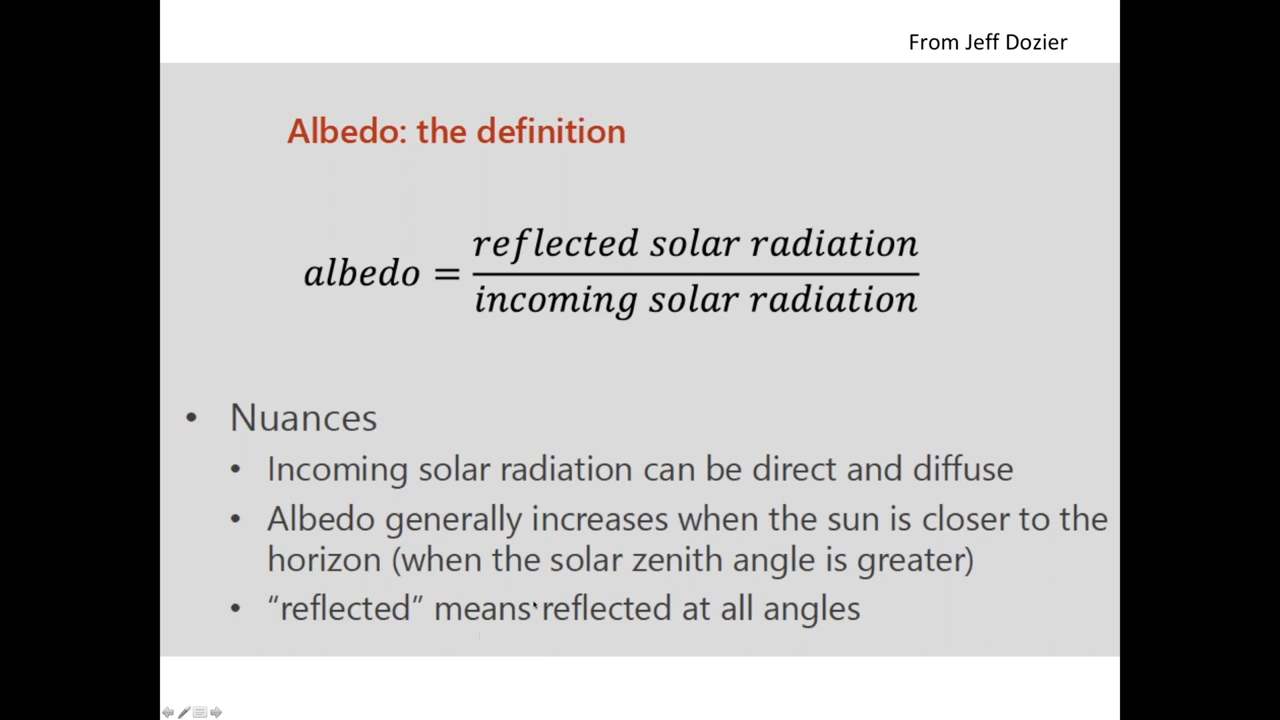 From Jeff Dozier
Albedo: the definition
albedo = reflected solar radiation / incoming solar radiation
• Nuances
• Incoming solar radiation can be direct and diffuse
• Albedo generally increases when the sun is closer to the
horizon (when the solar zenith angle is greater)
• “reflected” means reflected at all angles